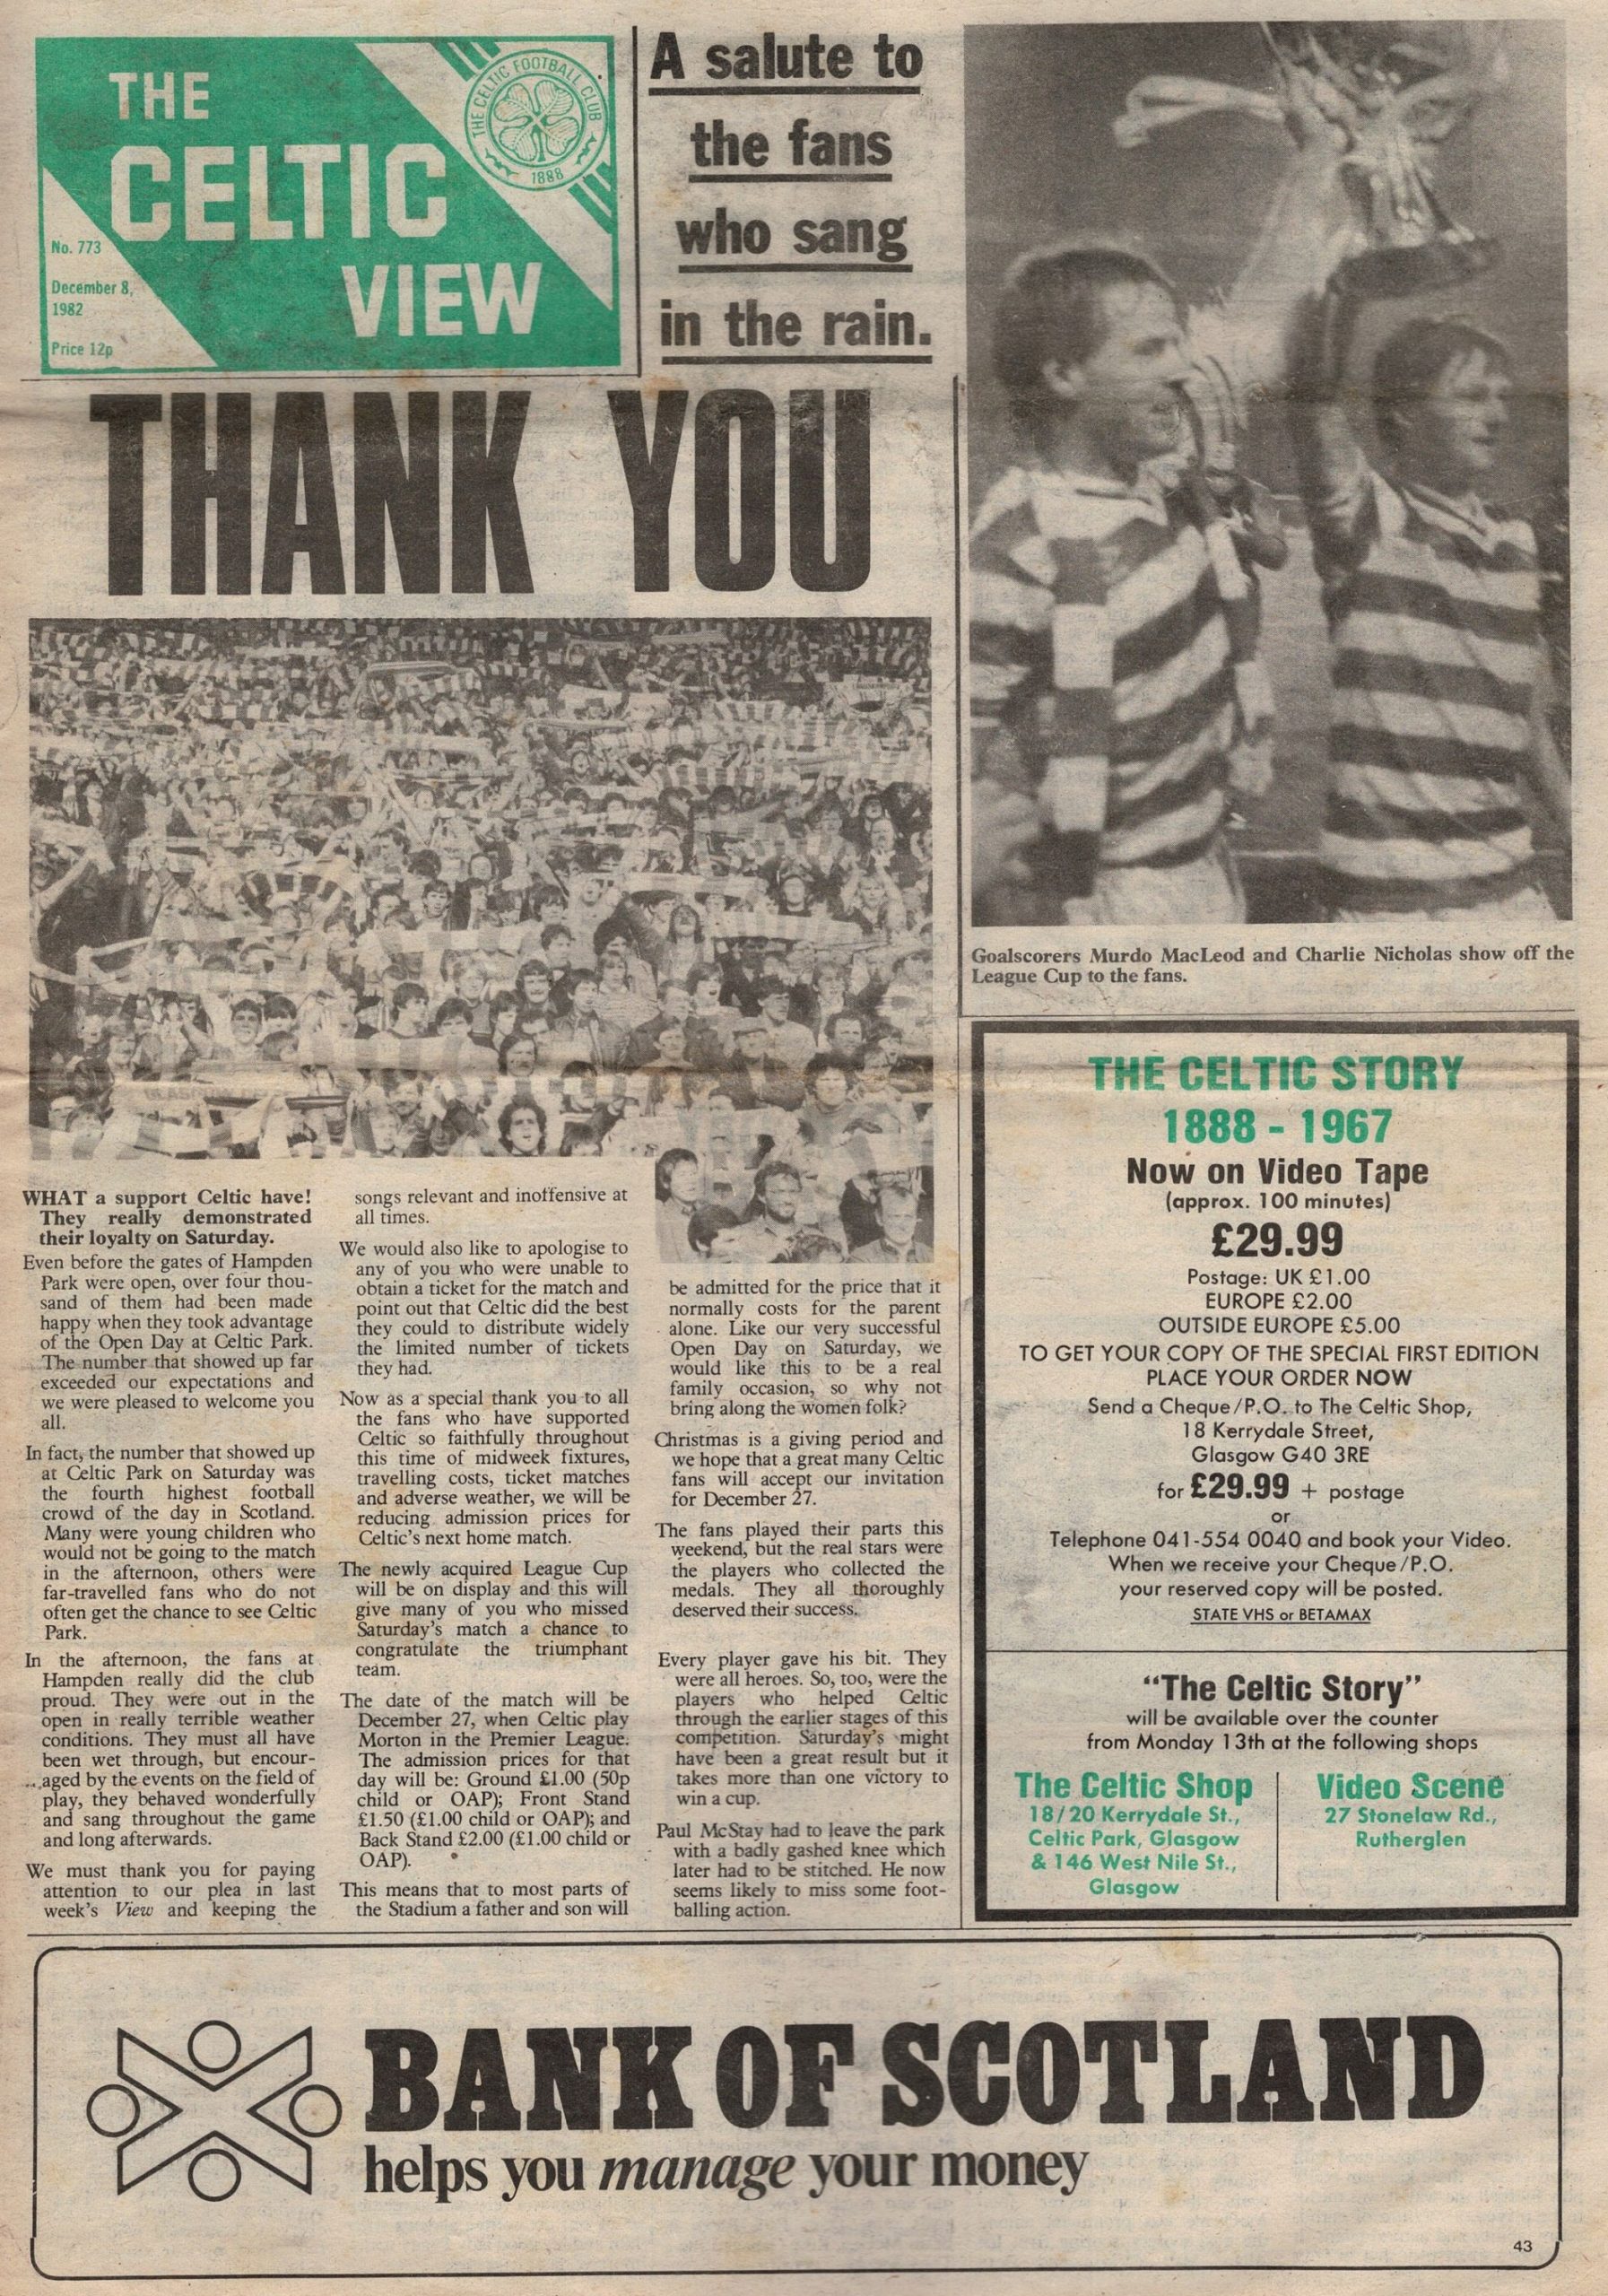 THE
CELTIC
VIEW
THE CELTIC FOOTBALL CLUB
1888
No. 773
December 8,
1982
Price 12p
A salute to
the fans
who sang
in the rain.
THANK YOU
Goalscorers Murdo MacLeod and Charlie Nicholas show off the
League Cup to the fans.
WHAT a support Celtic have!
They really demonstrated
their loyalty on Saturday.
Even before the gates of Hampden
Park were open, over four thou-
sand of them had been made
happy when they took advantage
of the Open Day at Celtic Park.
The number that showed up far
exceeded our expectations and
we were pleased to welcome you
all.
In fact, the number that showed up
at Celtic Park on Saturday was
the fourth highest football
crowd of the day in Scotland.
Many were young children who
would not be going to the match
in the afternoon, others were
far-travelled fans who do not
often get the chance to see Celtic
Park.
In the afternoon, the fans at
Hampden really did the club
proud. They were out in the
open in really terrible weather
conditions. They must all have
been wet through, but encour-
aged by the events on the field of
play, they behaved wonderfully
and sang throughout the game
and long afterwards.
We must thank you for paying
attention to our plea in last
week's View and keeping the
songs relevant and inoffensive at
all times.
We would also like to apologise to
any of you who were unable to
obtain a ticket for the match and
point out that Celtic did the best
they could to distribute widely
the limited number of tickets
they had.
Now as a special thank you to all
the fans who have supported
Celtic so faithfully throughout
this time of midweek fixtures,
travelling costs, ticket matches
and adverse weather, we will be
reducing admission prices for
Celtic's next home match.
The newly acquired League Cup
will be on display and this will
give many of you who missed
Saturday's match a chance to
congratulate the triumphant
team.
The date of the match will be
December 27, when Celtic play
Morton in the Premier League.
The admission prices for that
day will be: Ground £1.00 (50p
child or OAP); Front Stand
£1.50 (£1.00 child or OAP); and
Back Stand £2.00 (£1.00 child or
OAP).
This means that to most parts of
the Stadium a father and son will
be admitted for the price that it
normally costs for the parent
alone. Like our very successful
Open Day on Saturday, we
would like this to be a real
family occasion, so why not
bring along the women folk?
Christmas is a giving period and
we hope that a great many Celtic
fans will accept our invitation
for December 27.
The fans played their parts this
weekend, but the real stars were
the players who collected the
medals. They all thoroughly
deserved their success.
Every player gave his bit. They
were all heroes. So, too, were the
players who helped Celtic
through the earlier stages of this
competition. Saturday's might
have been a great result but it
takes more than one victory to
win a cup.
Paul McStay had to leave the park
with a badly gashed knee which
later had to be stitched. He now
seems likely to miss some foot-
balling action.
THE CELTIC STORY
1888 - 1967
Now on Video Tape
(approx. 100 minutes)
£29.99
Postage: UK £1.00
EUROPE £2.00
OUTSIDE EUROPE £5.00
TO GET YOUR COPY OF THE SPECIAL FIRST EDITION
PLACE YOUR ORDER NOW
Send a Cheque/P.O. to The Celtic Shop,
18 Kerrydale Street,
Glasgow G40 3RE
for £29.99 + postage
or
Telephone 041-554 0040 and book your Video.
When we receive your Cheque/P.O.
your reserved copy will be posted.
STATE VHS or BETAMAX
"The Celtic Story"
will be available over the counter
from Monday 13th at the following shops
The Celtic Shop
18/20 Kerrydale St.,
Celtic Park, Glasgow
& 146 West Nile St.,
Glasgow
Video Scene
27 Stonelaw Rd.,
Rutherglen
BANK OF SCOTLAND
helps you manage your money
43